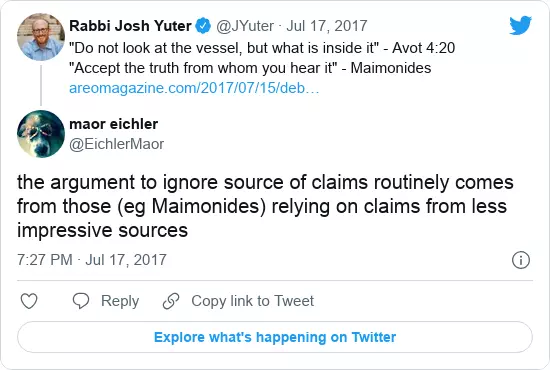 Rabbi Josh Yuter @JYuter · Jul 17, 2017
"Do not look at the vessel, but what is inside it" - Avot 4:20
"Accept the truth from whom you hear it" - Maimonides
areomagazine.com/2017/07/15/deb…
maor eichler
@EichlerMaor
the argument to ignore source of claims routinely comes
from those (eg Maimonides) relying on claims from less
impressive sources
7:27 PM · Jul 17, 2017
Reply
Copy link to Tweet
Explore what's happening on Twitter